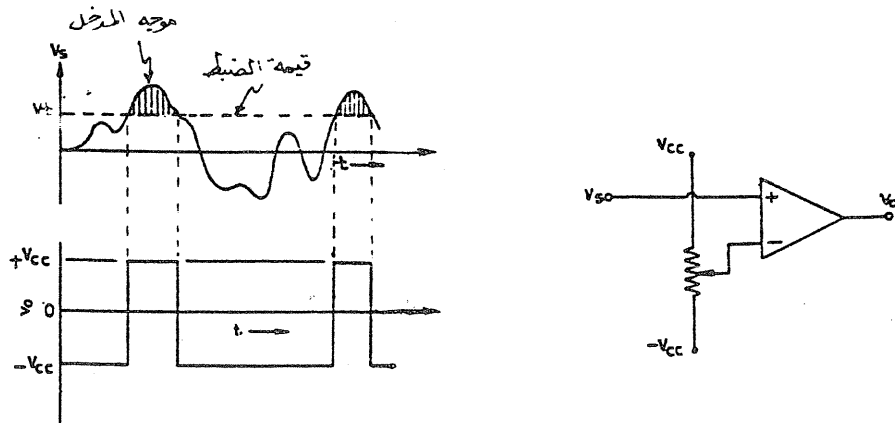 موجه المدخل
Vs
قيمة الضبط
Vt
t
+Vcc
Vo 0
t
-Vcc
Vcc
Vs
+
-
Vo
-Vcc